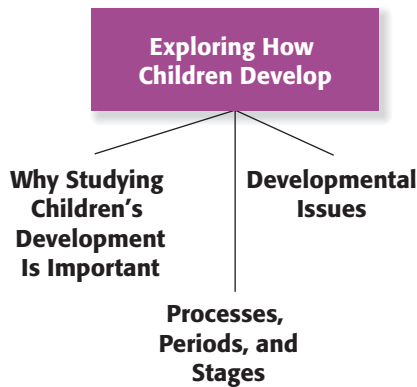 Exploring How
Children Develop
Why Studying
Children's
Development
Is Important
Developmental
Issues
Processes,
Periods, and
Stages